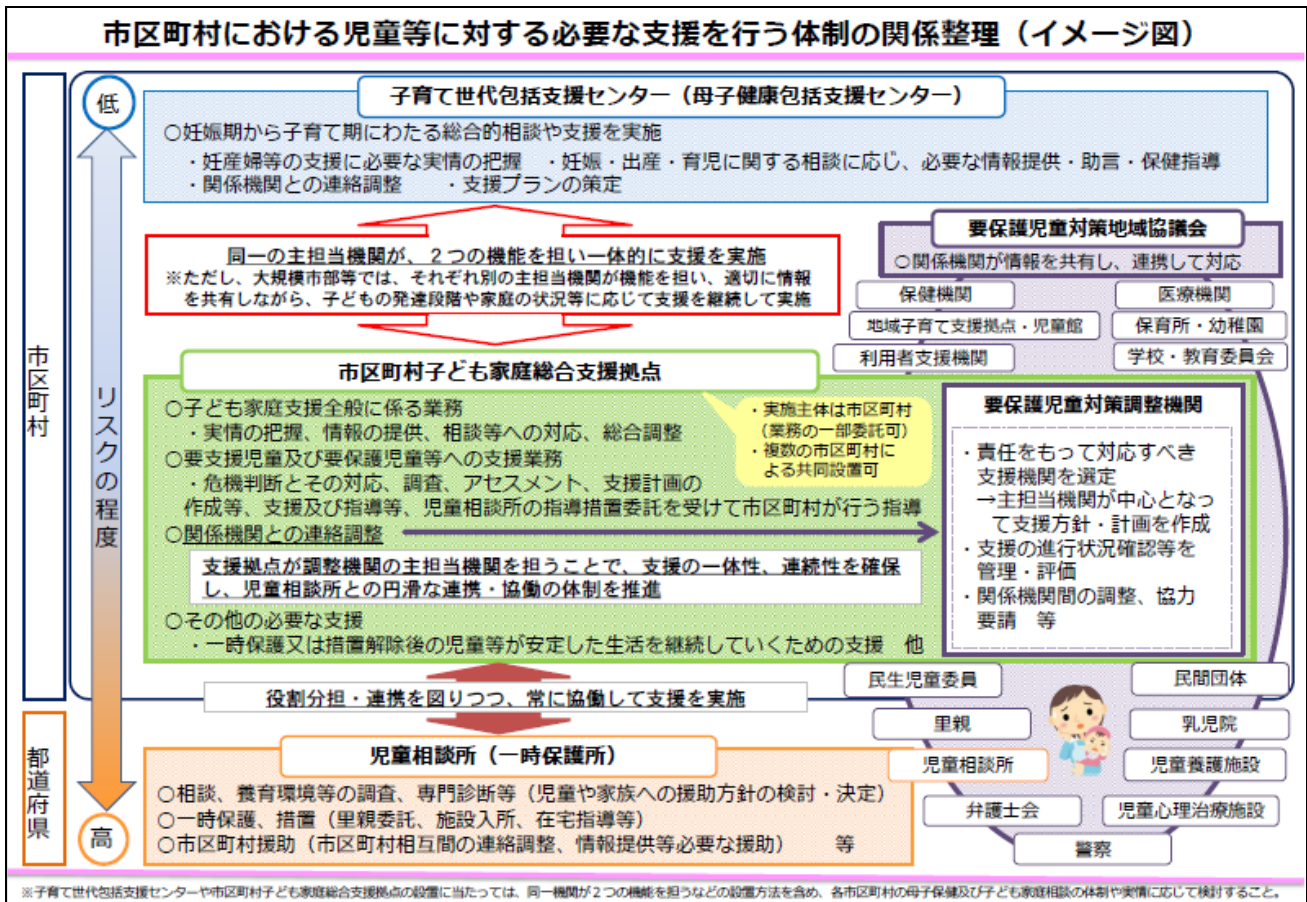 市区町村における児童等に対する必要な支援を行う体制の関係整理（イメージ図）
市区町村
低
リスクの程度
子育て世代包括支援センター（母子健康包括支援センター）
○妊娠期から子育て期にわたる総合的相談や支援を実施
・妊産婦等の支援に必要な実情の把握　・妊娠・出産・育児に関する相談に応じ、必要な情報提供・助言・保健指導
・関係機関との連絡調整　・支援プランの策定
同一の主担当機関が、２つの機能を担い一体的に支援を実施
※ただし、大規模市部等では、それぞれ別の主担当機関が機能を担い、適切に情報
を共有しながら、子どもの発達段階や家庭の状況等に応じて支援を継続して実施
要保護児童対策地域協議会
○関係機関が情報を共有し、連携して対応
保健機関
医療機関
地域子育て支援拠点・児童館
保育所・幼稚園
利用者支援機関
学校・教育委員会
市区町村子ども家庭総合支援拠点
○子ども家庭支援全般に係る業務
・実情の把握、情報の提供、相談等への対応、総合調整
○要支援児童及び要保護児童等への支援業務
・危機判断とその対応、調査、アセスメント、支援計画の
作成等、支援及び指導等、児童相談所の指導措置委託を受けて市区町村が行う指導
○関係機関との連絡調整
支援拠点が調整機関の主担当機関を担うことで、支援の一体性、連続性を確保
し、児童相談所との円滑な連携・協働の体制を推進
○その他の必要な支援
・一時保護又は措置解除後の児童等が安定した生活を継続していくための支援　他
・実施主体は市区町村
（業務の一部委託可）
・複数の市区町村に
よる共同設置可
要保護児童対策調整機関
・責任をもって対応すべき
支援機関を選定
→主担当機関が中心となっ
て支援方針・計画を作成
・支援の進行状況確認等を
管理・評価
・関係機関間の調整、協力
要請　等
役割分担・連携を図りつつ、常に協働して支援を実施
民生児童委員
民間団体
里親
乳児院
児童相談所
児童養護施設
弁護士会
児童心理治療施設
警察
都道府県
高
児童相談所（一時保護所）
○相談、養育環境等の調査、専門診断等（児童や家族への援助方針の検討・決定）
○一時保護、措置（里親委託、施設入所、在宅指導等）
○市区町村援助（市区町村相互間の連絡調整、情報提供等必要な援助）　等
※子育て世代包括支援センターや市区町村子ども家庭総合支援拠点の設置に当たっては、同一機関が２つの機能を担うなどの設置方法を含め、各市区町村の母子保健及び子ども家庭相談の体制や実情に応じて検討すること。